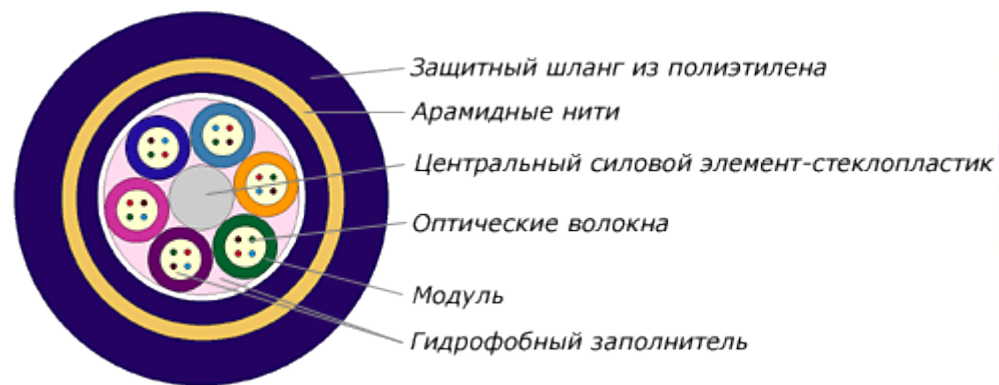 Защитный шланг из полиэтилена
Арамидные нити
Центральный силовой элемент-стеклопластик
Оптические волокна
Модуль
Гидрофобный заполнитель